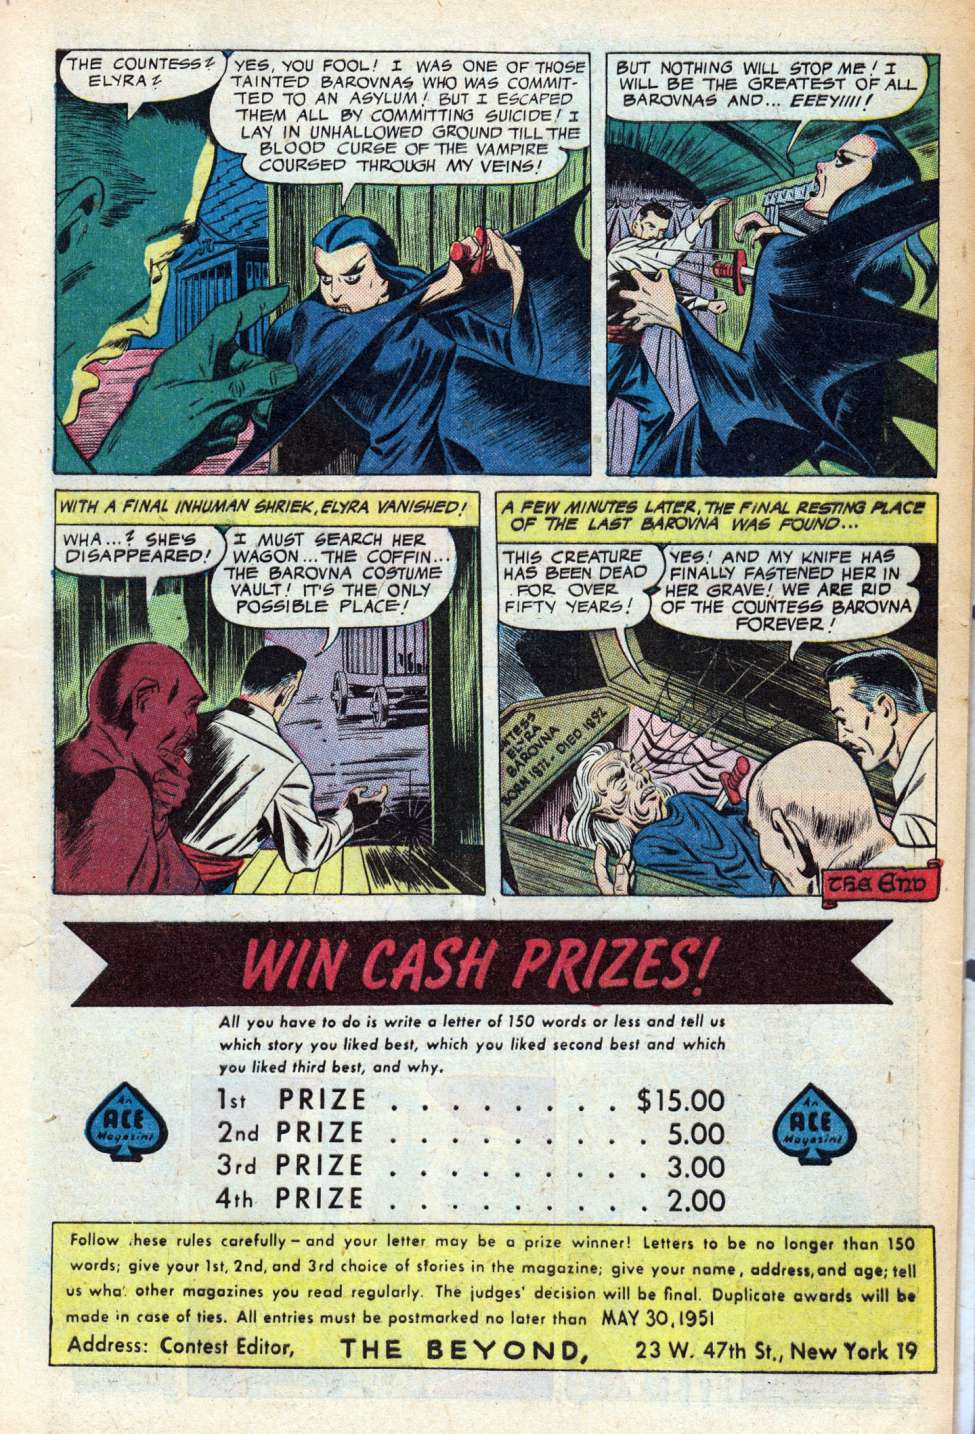 THE COUNTESS?
ELYRA?
YES, YOU FOOL! I WAS ONE OF THOSE
TAINTED BAROVNAS WHO WAS COMMIT-
TED TO AN ASYLUM! BUT I ESCAPED
THEM ALL BY COMMITTING SUICIDE! I
LAY IN UNHALLOWED GROUND TILL THE
BLOOD CURSE OF THE VAMPIRE
COURSED THROUGH MY VEINS!
BUT NOTHING WILL STOP ME! I
WILL BE THE GREATEST OF ALL
BAROVNAS AND... EEEYIIII!
WITH A FINAL INHUMAN SHRIEK, ELYRA VANISHED!
WHA...? SHE'S
DISAPPEARED!
I MUST SEARCH HER
WAGON... THE COFFIN...
THE BAROVNA COSTUME
VAULT! IT'S THE ONLY
POSSIBLE PLACE!
A FEW MINUTES LATER, THE FINAL RESTING PLACE
OF THE LAST BAROVNA WAS FOUND...
THIS CREATURE
HAS BEEN DEAD
FOR OVER
FIFTY YEARS!
YES! AND MY KNIFE HAS
FINALLY FASTENED HER IN
HER GRAVE! WE ARE RID
OF THE COUNTESS BAROVNA
FOREVER!
TESS
ELYRA
BAROVNA
BORN 1871 - DIED 1892
THE END
WIN CASH PRIZES!
All you have to do is write a letter of 150 words or less and tell us
which story you liked best, which you liked second best and which
you liked third best, and why.
1st PRIZE . . . . . . . . $15.00
2nd PRIZE . . . . . . . . . 5.00
3rd PRIZE . . . . . . . . . 3.00
4th PRIZE . . . . . . . . . 2.00
An
ACE
Magazine
An
ACE
Magazine
Follow these rules carefully – and your letter may be a prize winner! Letters to be no longer than 150
words; give your 1st, 2nd, and 3rd choice of stories in the magazine; give your name, address, and age; tell
us what other magazines you read regularly. The judges' decision will be final. Duplicate awards will be
made in case of ties. All entries must be postmarked no later than MAY 30, 1951
Address: Contest Editor, THE BEYOND, 23 W. 47th St., New York 19